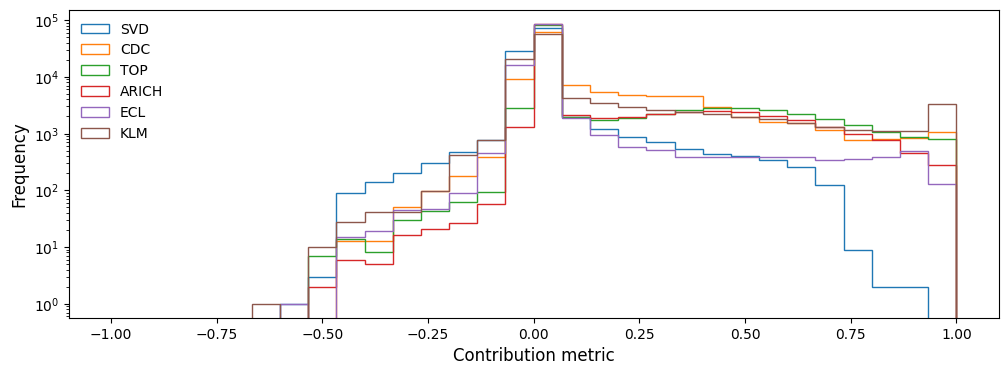 SVD
CDC
TOP
ARICH
ECL
KLM
Frequency
10⁵
10⁴
10³
10²
10¹
10⁰
−1.00 −0.75 −0.50 −0.25 0.00 0.25 0.50 0.75 1.00
Contribution metric